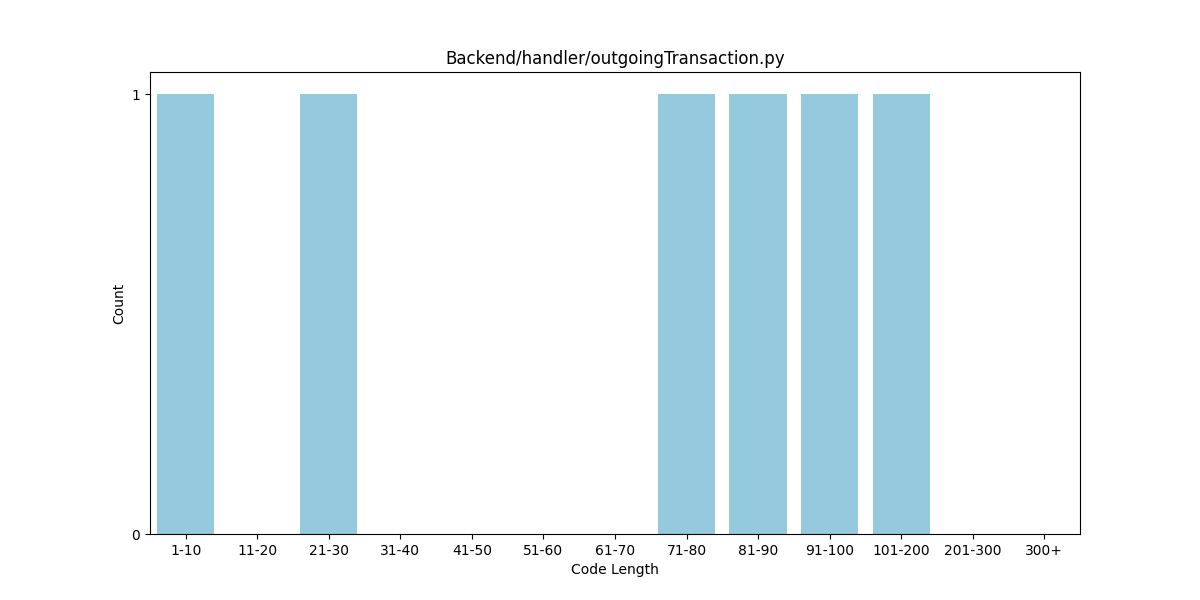 Backend/handler/outgoingTransaction.py
1
0
Count
1-10 11-20 21-30 31-40 41-50 51-60 61-70 71-80 81-90 91-100 101-200 201-300 300+
Code Length